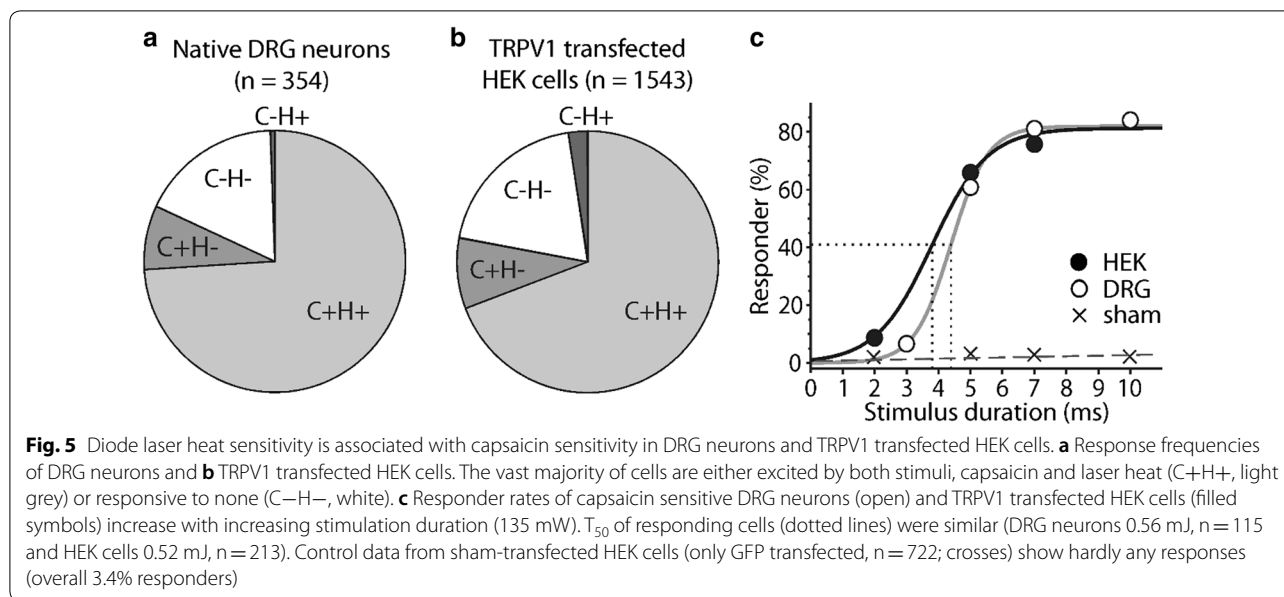 a
Native DRG neurons
(n = 354)
C-H+
C-H-
C+H-
C+H+
b
TRPV1 transfected
HEK cells (n = 1543)
C-H+
C-H-
C+H-
C+H+
c
Responder (%)
80
60
40
20
0
HEK
DRG
sham
0 1 2 3 4 5 6 7 8 9 10
Stimulus duration (ms)
Fig. 5 Diode laser heat sensitivity is associated with capsaicin sensitivity in DRG neurons and TRPV1 transfected HEK cells. a Response frequencies
of DRG neurons and b TRPV1 transfected HEK cells. The vast majority of cells are either excited by both stimuli, capsaicin and laser heat (C+H+, light
grey) or responsive to none (C−H−, white). c Responder rates of capsaicin sensitive DRG neurons (open) and TRPV1 transfected HEK cells (filled
symbols) increase with increasing stimulation duration (135 mW). T50 of responding cells (dotted lines) were similar (DRG neurons 0.56 mJ, n = 115
and HEK cells 0.52 mJ, n = 213). Control data from sham-transfected HEK cells (only GFP transfected, n = 722; crosses) show hardly any responses
(overall 3.4% responders)